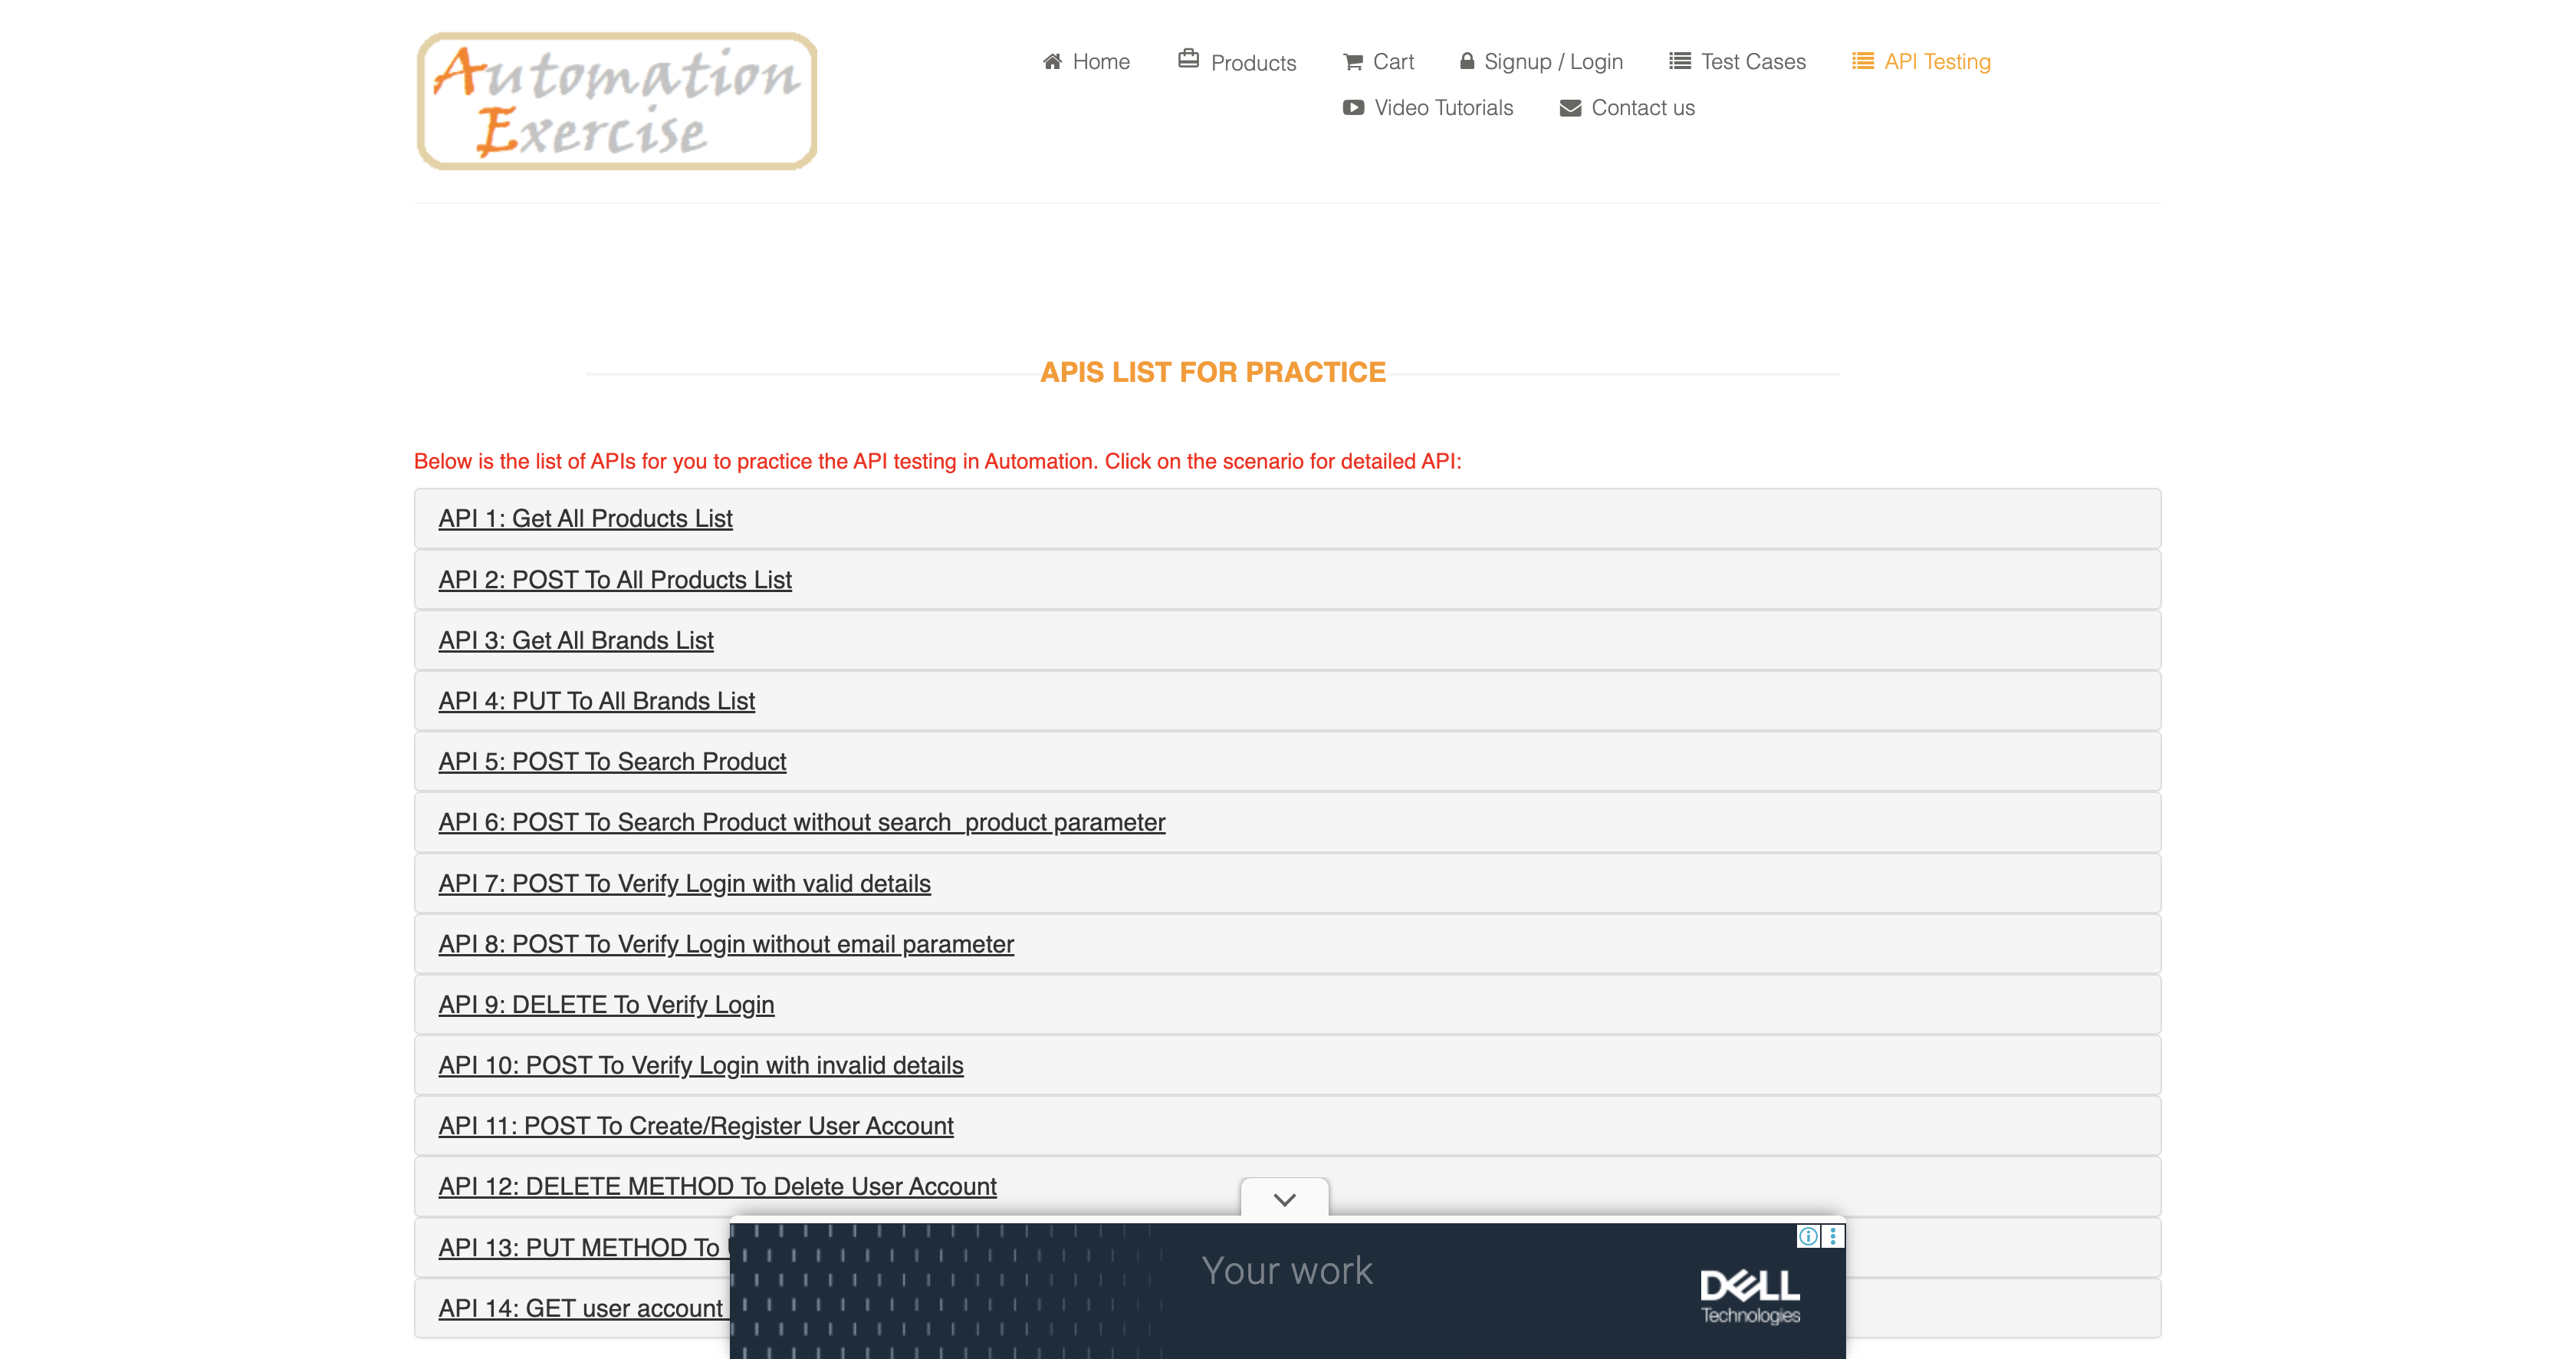 Automation
Exercise
Home
Products
Cart
Signup / Login
Test Cases
API Testing
Video Tutorials
Contact us
APIS LIST FOR PRACTICE
Below is the list of APIs for you to practice the API testing in Automation. Click on the scenario for detailed API:
API 1: Get All Products List
API 2: POST To All Products List
API 3: Get All Brands List
API 4: PUT To All Brands List
API 5: POST To Search Product
API 6: POST To Search Product without search_product parameter
API 7: POST To Verify Login with valid details
API 8: POST To Verify Login without email parameter
API 9: DELETE To Verify Login
API 10: POST To Verify Login with invalid details
API 11: POST To Create/Register User Account
API 12: DELETE METHOD To Delete User Account
API 13: PUT METHOD To
API 14: GET user account
Your work
DELL
Technologies